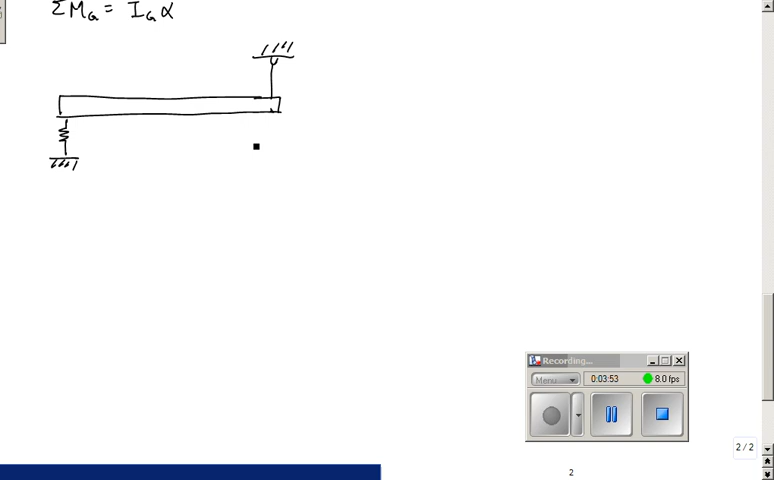 ΣM_G = I_G α
Recording...
Menu
0:03:53
8.0 fps
2 / 2
2